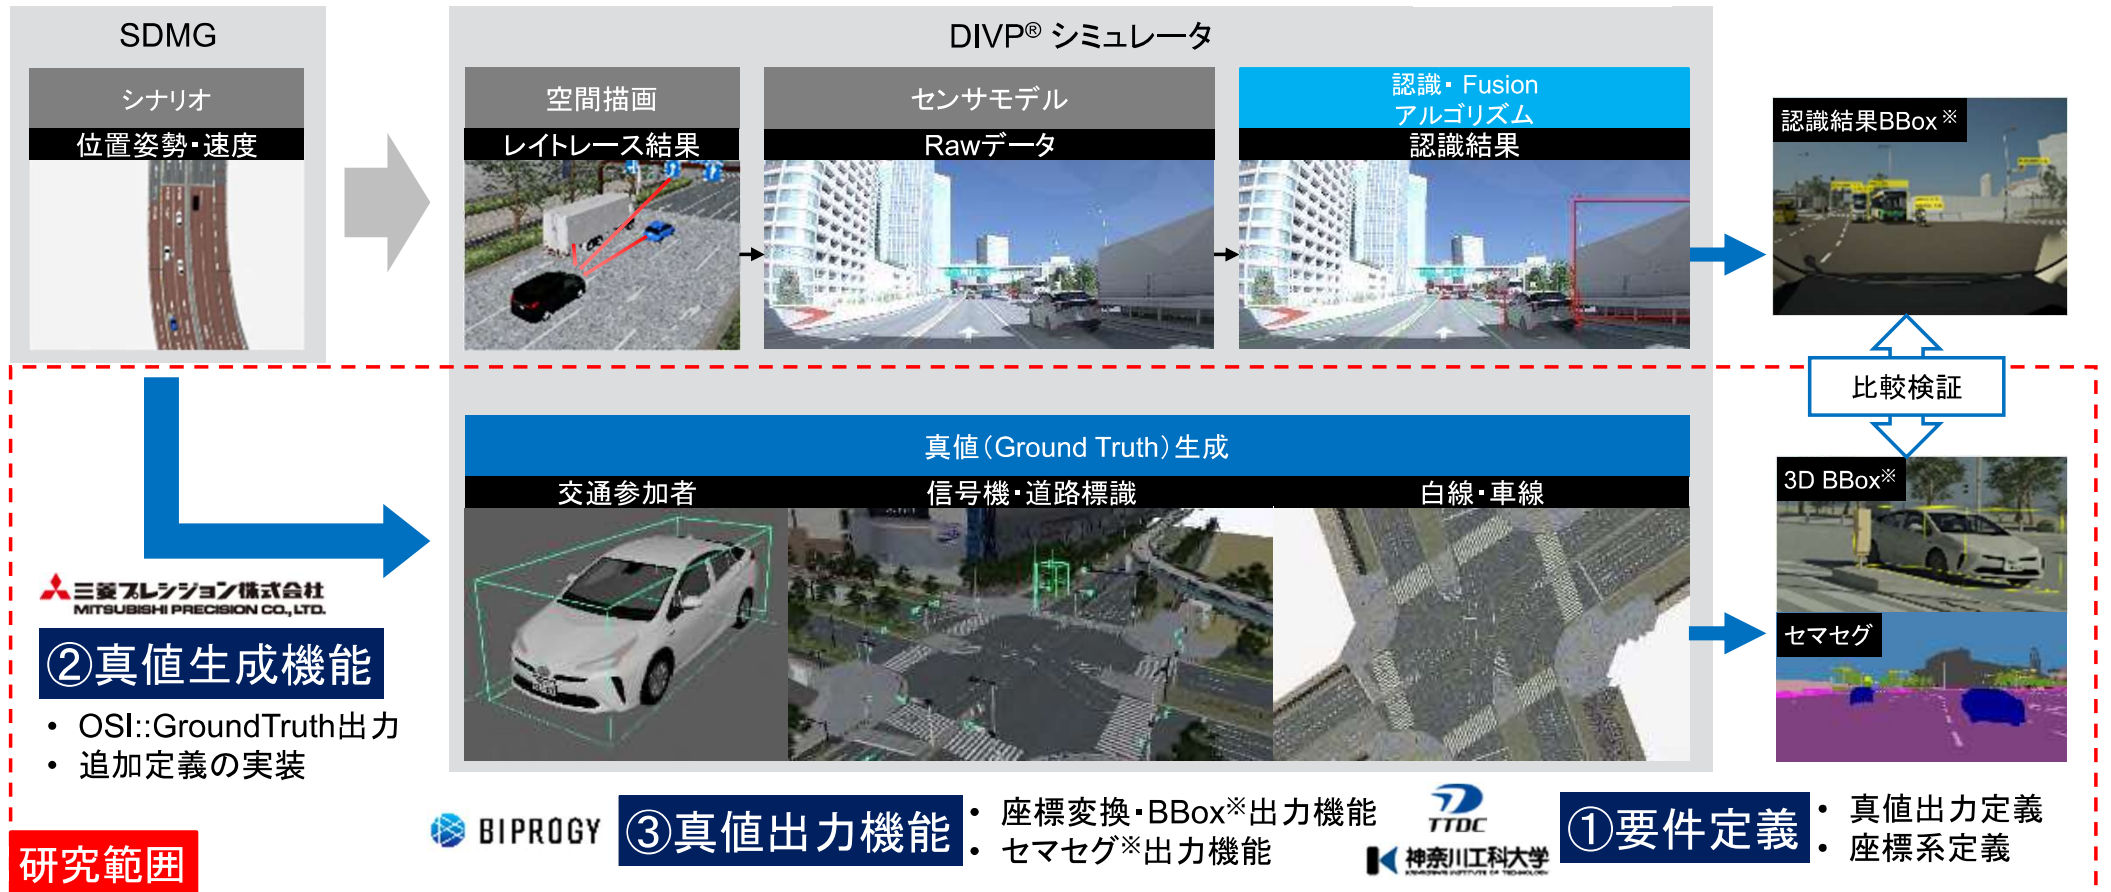 SDMG
シナリオ
位置姿勢・速度
DIVP® シミュレータ
空間描画
レイトレース結果
センサモデル
Rawデータ
認識・Fusion
アルゴリズム
認識結果
認識結果BBox※
比較検証
真値（Ground Truth）生成
交通参加者
信号機・道路標識
白線・車線
3D BBox※
セマセグ
三菱プレシジョン株式会社
MITSUBISHI PRECISION CO.,LTD.
②真値生成機能
• OSI::GroundTruth出力
• 追加定義の実装
BIPROGY
③真値出力機能
• 座標変換・BBox※出力機能
• セマセグ※出力機能
TTDC
神奈川工科大学
KANAGAWA INSTITUTE OF TECHNOLOGY
①要件定義
• 真値出力定義
• 座標系定義
研究範囲